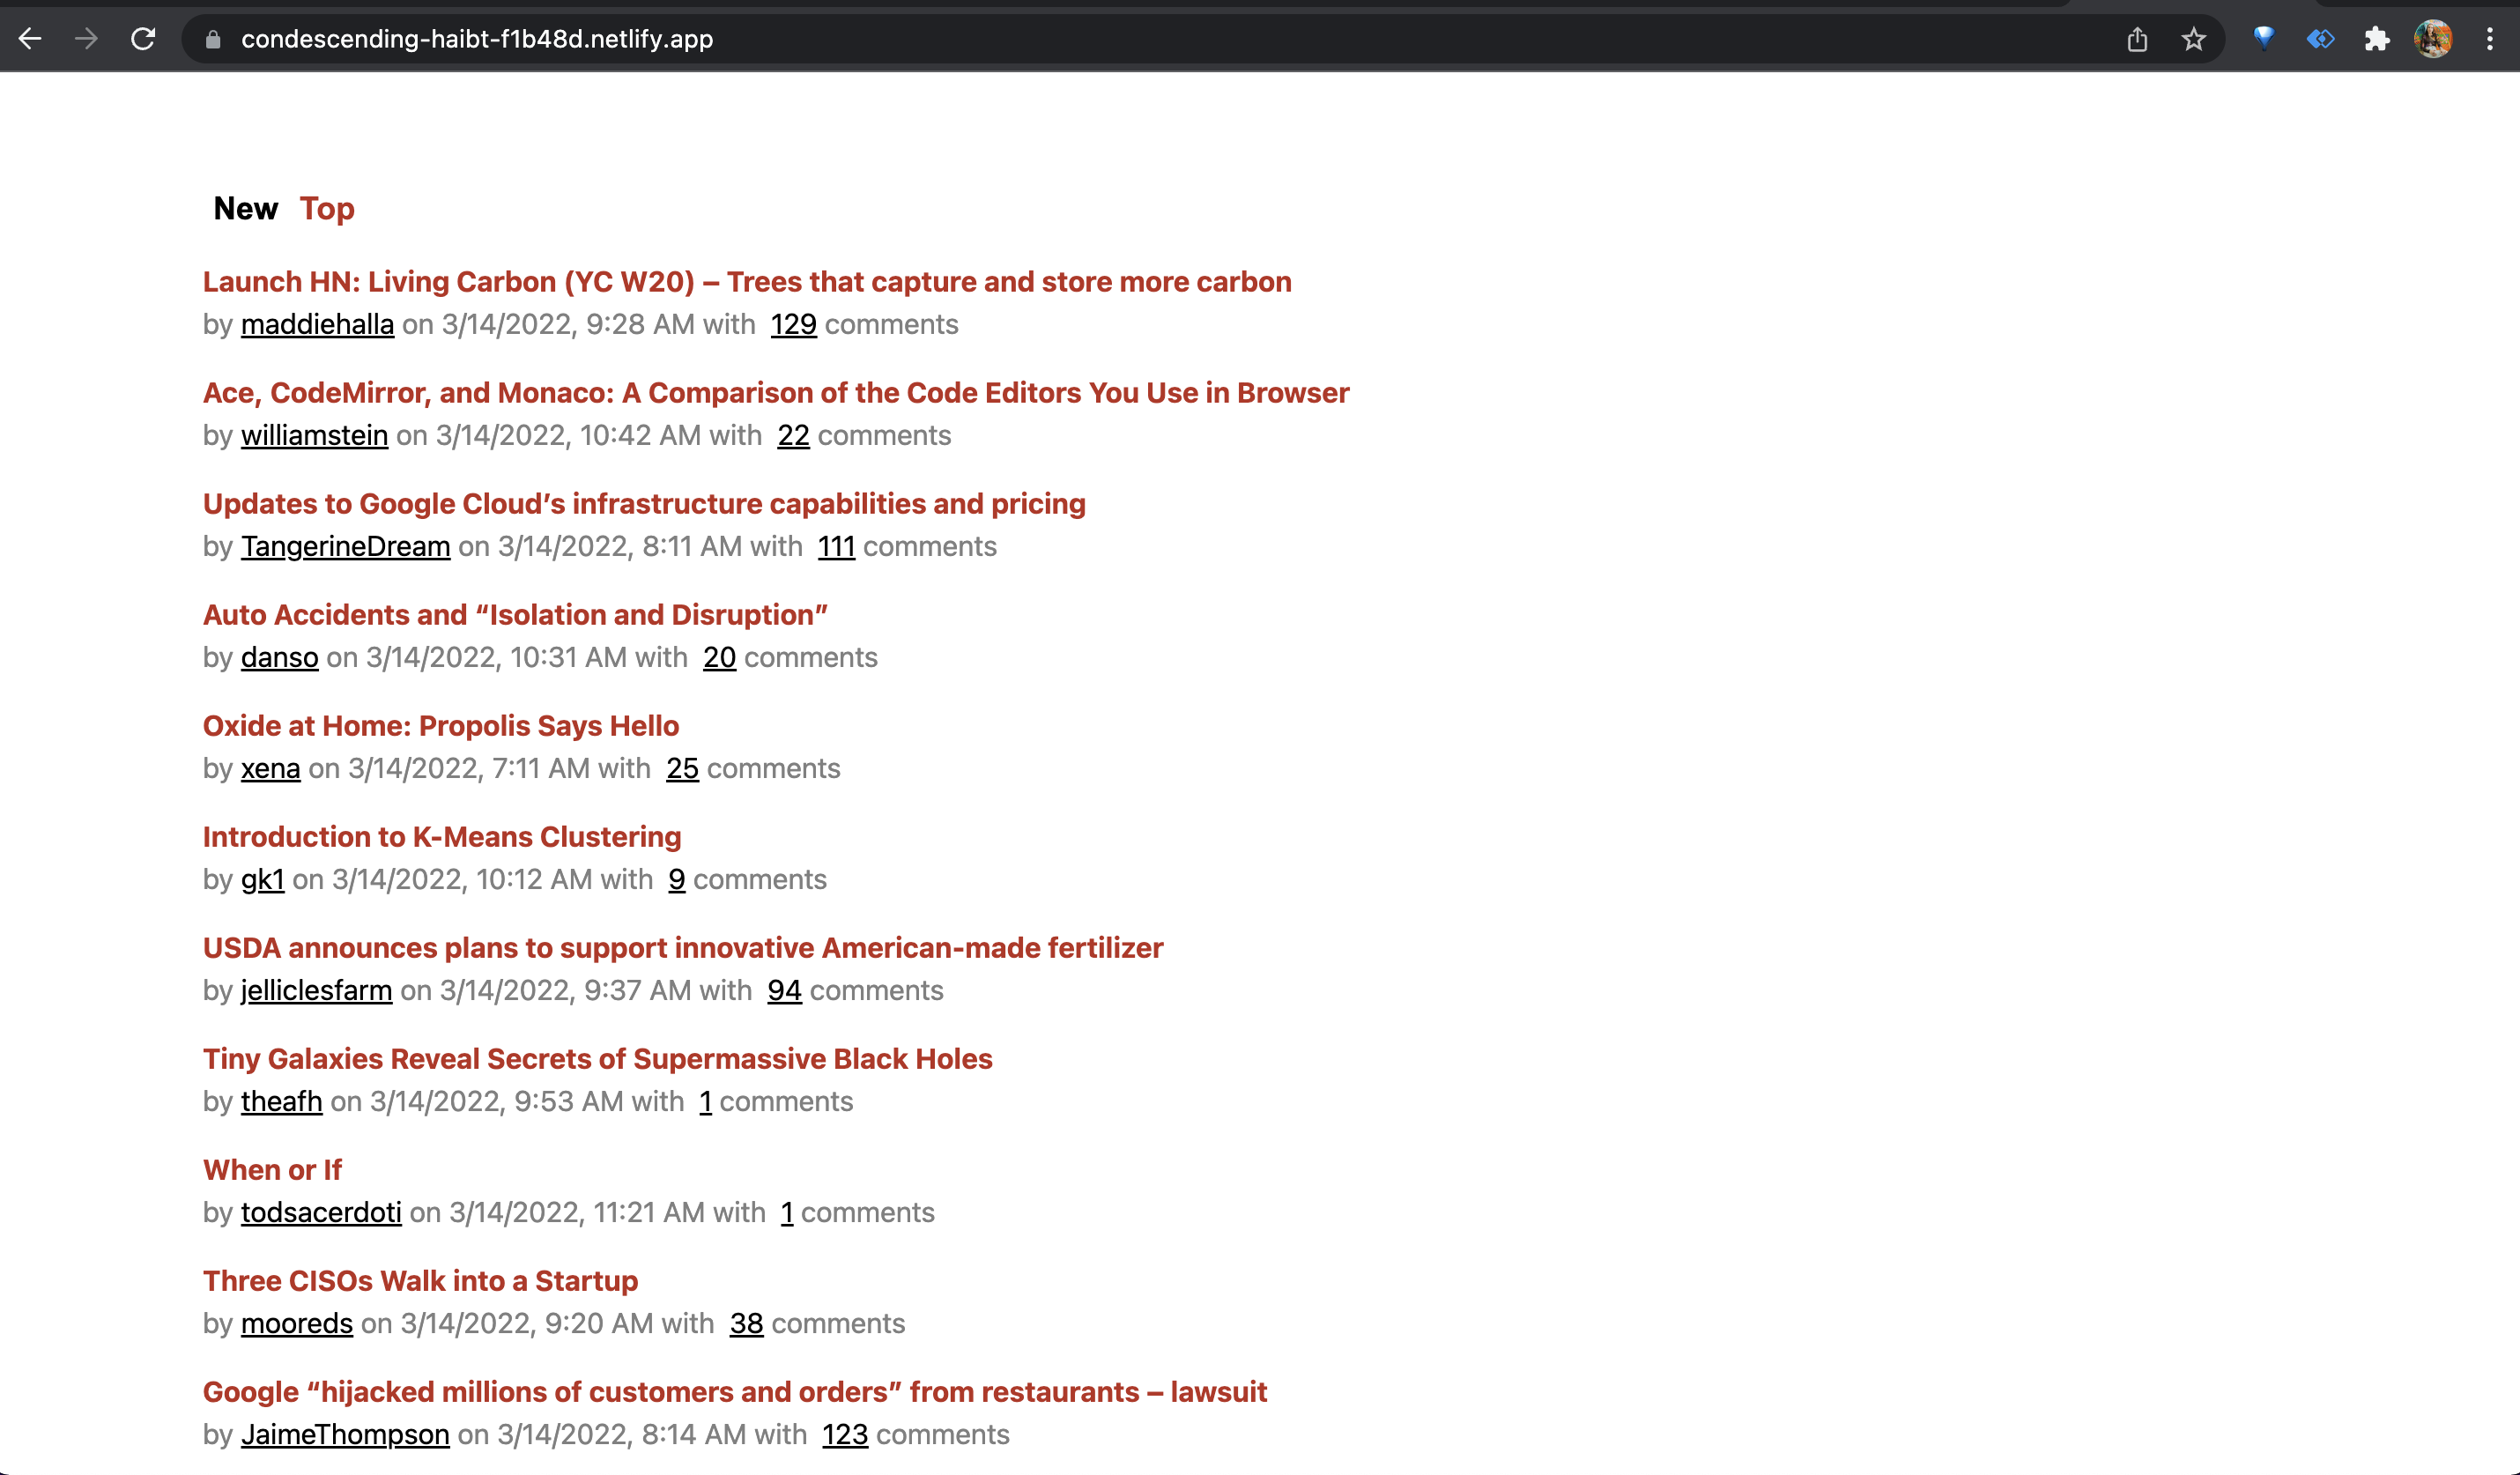 condescending-haibt-f1b48d.netlify.app
New Top
Launch HN: Living Carbon (YC W20) – Trees that capture and store more carbon
by maddiehalla on 3/14/2022, 9:28 AM with 129 comments
Ace, CodeMirror, and Monaco: A Comparison of the Code Editors You Use in Browser
by williamstein on 3/14/2022, 10:42 AM with 22 comments
Updates to Google Cloud’s infrastructure capabilities and pricing
by TangerineDream on 3/14/2022, 8:11 AM with 111 comments
Auto Accidents and “Isolation and Disruption”
by danso on 3/14/2022, 10:31 AM with 20 comments
Oxide at Home: Propolis Says Hello
by xena on 3/14/2022, 7:11 AM with 25 comments
Introduction to K-Means Clustering
by gk1 on 3/14/2022, 10:12 AM with 9 comments
USDA announces plans to support innovative American-made fertilizer
by jelliclesfarm on 3/14/2022, 9:37 AM with 94 comments
Tiny Galaxies Reveal Secrets of Supermassive Black Holes
by theafh on 3/14/2022, 9:53 AM with 1 comments
When or If
by todsacerdoti on 3/14/2022, 11:21 AM with 1 comments
Three CISOs Walk into a Startup
by mooreds on 3/14/2022, 9:20 AM with 38 comments
Google “hijacked millions of customers and orders” from restaurants – lawsuit
by JaimeThompson on 3/14/2022, 8:14 AM with 123 comments